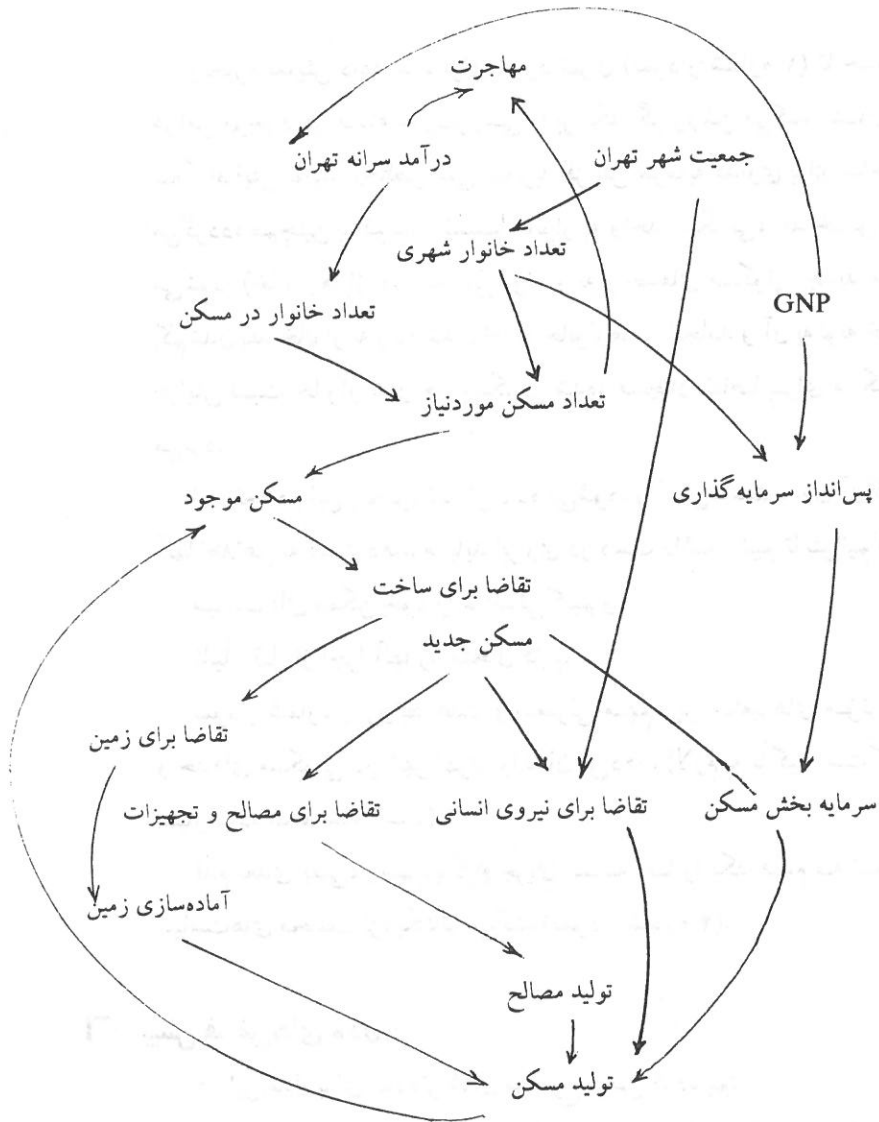 مهاجرت
درآمد سرانه تهران
جمعیت شهر تهران
تعداد خانوار شهری
تعداد خانوار در مسکن
GNP
تعداد مسکن موردنیاز
مسکن موجود
پس‌انداز سرمایه‌گذاری
تقاضا برای ساخت
مسکن جدید
تقاضا برای زمین
تقاضا برای مصالح و تجهیزات
تقاضا برای نیروی انسانی
سرمایه بخش مسکن
آماده‌سازی زمین
تولید مصالح
تولید مسکن